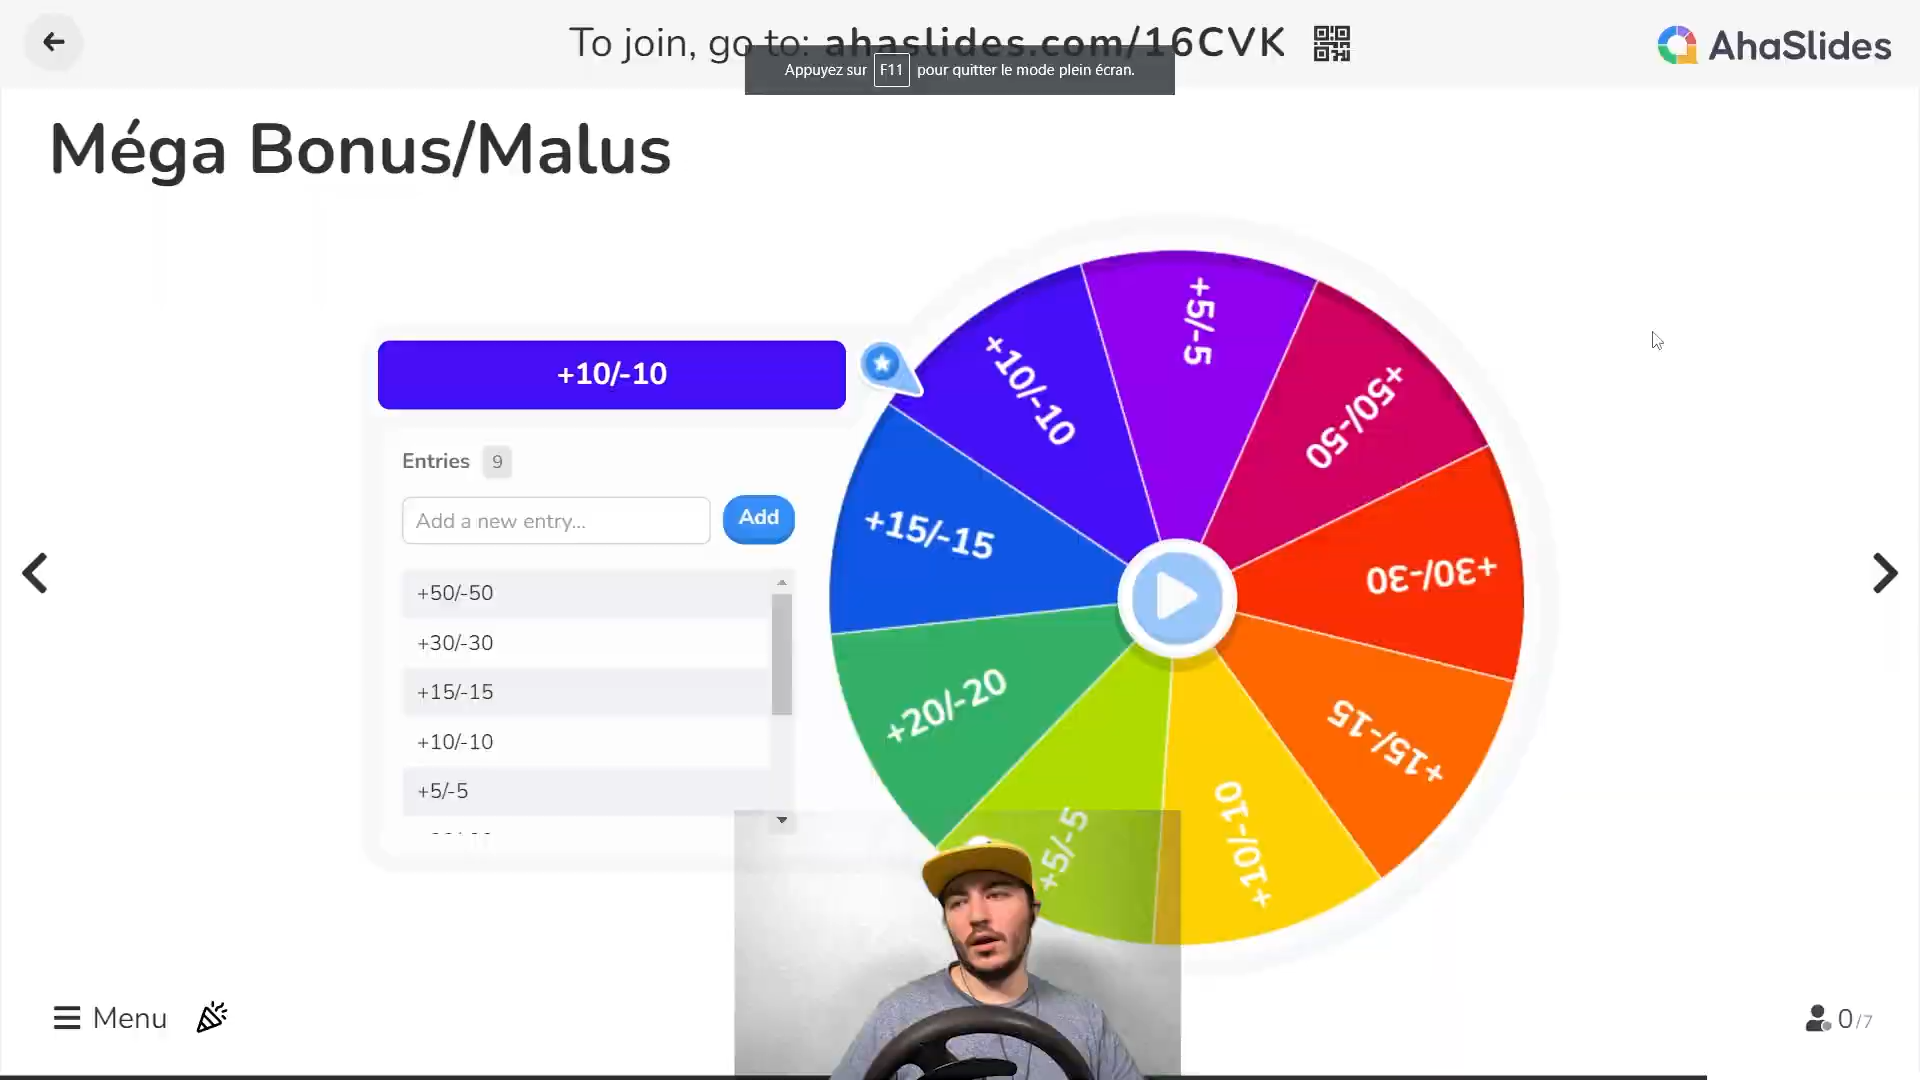 To join, go to: ahaslides.com/16CVK
Appuyez sur F11 pour quitter le mode plein écran.
AhaSlides
Méga Bonus/Malus
+10/-10
Entries 9
Add a new entry...
Add
+50/-50
+30/-30
+15/-15
+10/-10
+5/-5
+10/-10
+5/-5
+50/-50
+30/-30
+15/-15
+10/-10
+5/-5
+20/-20
+15/-15
Menu
0/7